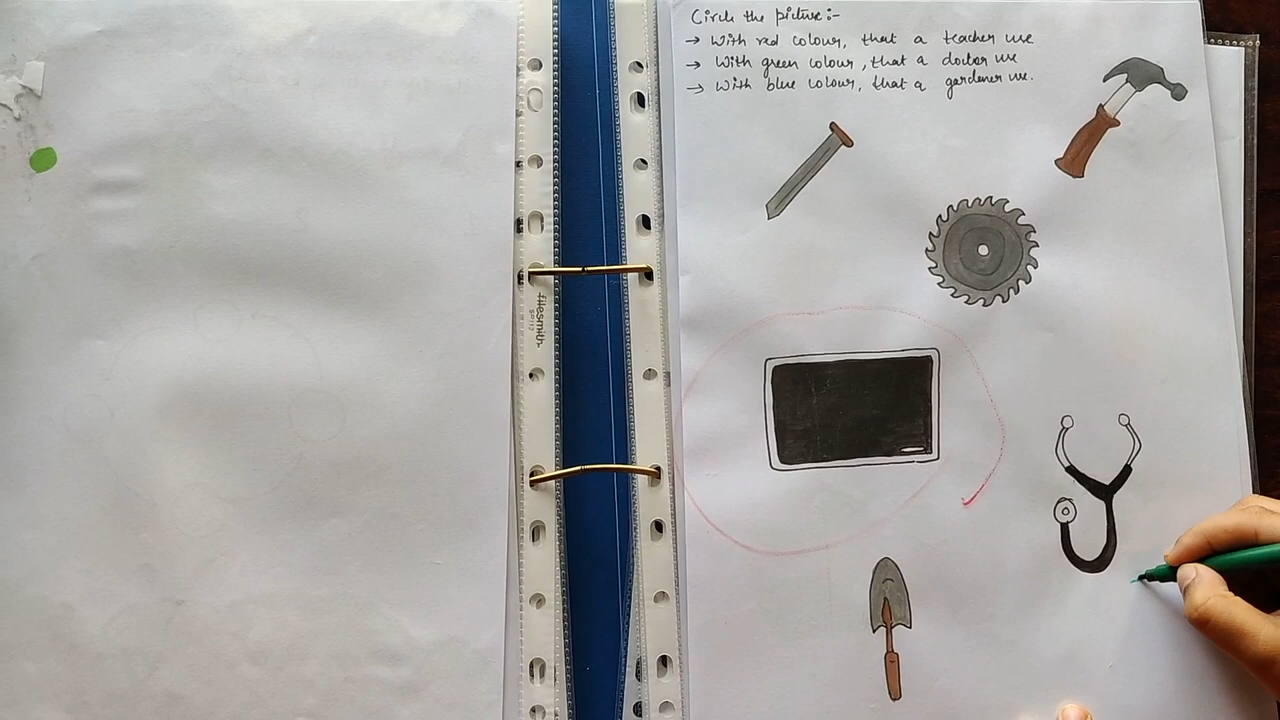 Circle the picture:-
→ With red colour, that a teacher use
→ With green colour, that a doctor use
→ With blue colour, that a gardener use.
filesmith